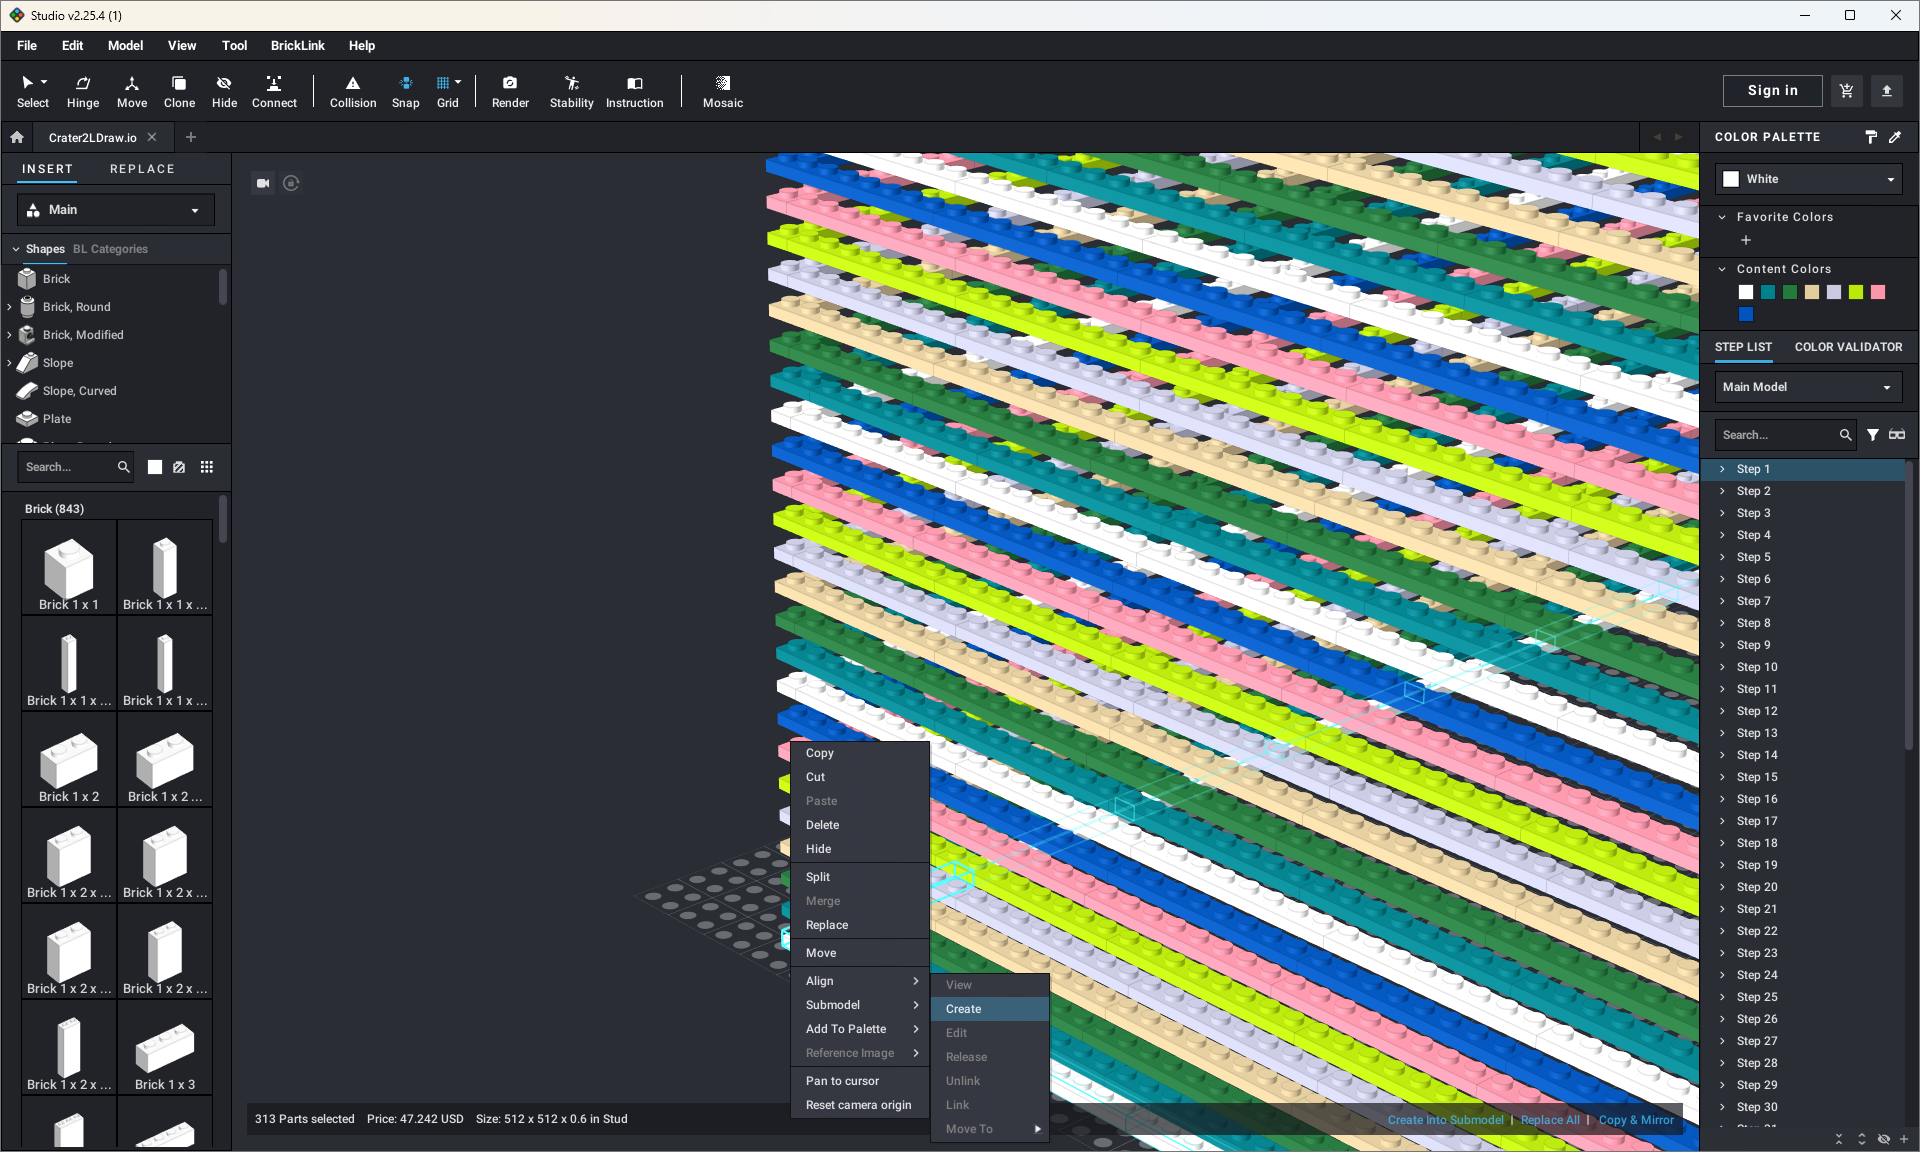 Studio v2.25.4 (1)
File Edit Model View Tool BrickLink Help
Select Hinge Move Clone Hide Connect Collision Snap Grid Render Stability Instruction Mosaic
Sign in
Crater2LDraw.io
INSERT REPLACE
Main
Shapes BL Categories
Brick
Brick, Round
Brick, Modified
Slope
Slope, Curved
Plate
Search...
Brick (843)
Brick 1 x 1 Brick 1 x 1 x ...
Brick 1 x 1 x ... Brick 1 x 1 x ...
Brick 1 x 2 Brick 1 x 2 ...
Brick 1 x 2 x ... Brick 1 x 2 x ...
Brick 1 x 2 x ... Brick 1 x 2 x ...
Brick 1 x 2 x ... Brick 1 x 3
Copy
Cut
Paste
Delete
Hide
Split
Merge
Replace
Move
Align
Submodel
Add To Palette
Reference Image
Pan to cursor
Reset camera origin
View
Create
Edit
Release
Unlink
Link
Move To
313 Parts selected Price: 47.242 USD Size: 512 x 512 x 0.6 in Stud
Create Into Submodel | Replace All | Copy & Mirror
COLOR PALETTE
White
Favorite Colors
Content Colors
STEP LIST COLOR VALIDATOR
Main Model
Search...
Step 1
Step 2
Step 3
Step 4
Step 5
Step 6
Step 7
Step 8
Step 9
Step 10
Step 11
Step 12
Step 13
Step 14
Step 15
Step 16
Step 17
Step 18
Step 19
Step 20
Step 21
Step 22
Step 23
Step 24
Step 25
Step 26
Step 27
Step 28
Step 29
Step 30